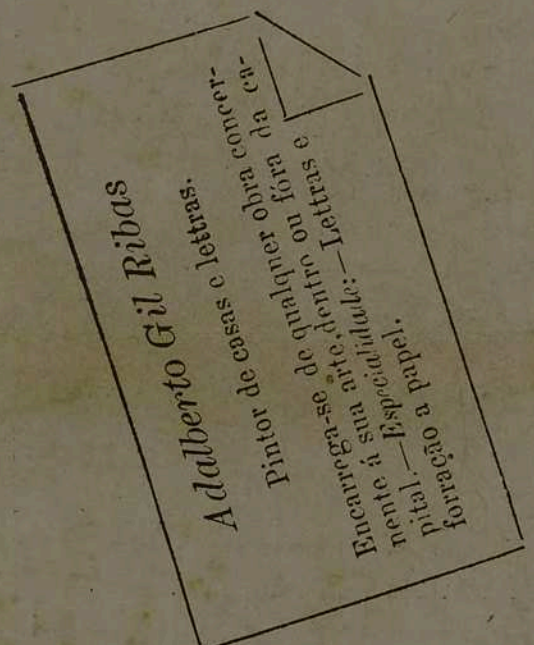 Adalberto Gil Ribas
Pintor de casas e lettras.
Encarrega-se de qualquer obra concer-
nente á sua arte, dentro ou fóra da ca-
pital.—Especialidade:—Lettras e
forração a papel.